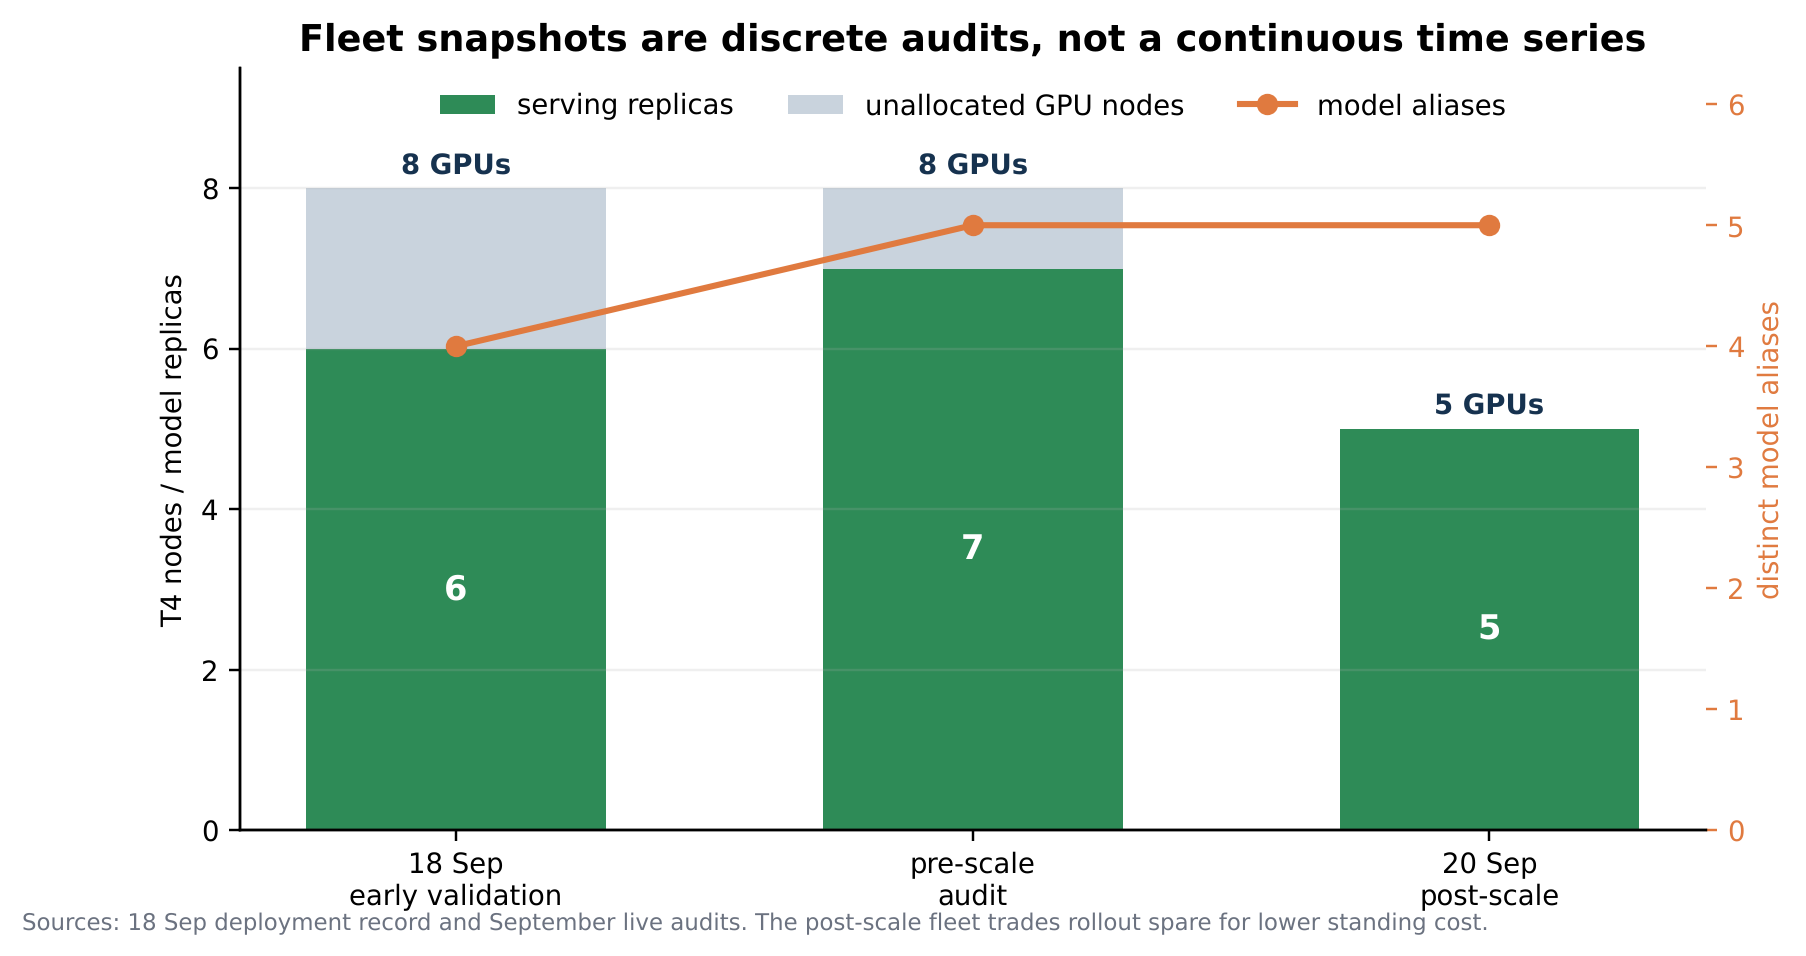 Fleet snapshots are discrete audits, not a continuous time series
serving replicas
unallocated GPU nodes
model aliases
8 GPUs
8 GPUs
5 GPUs
6
7
5
T4 nodes / model replicas
8
6
4
2
0
distinct model aliases
6
5
4
3
2
1
0
18 Sep
early validation
pre-scale
audit
20 Sep
post-scale
Sources: 18 Sep deployment record and September live audits. The post-scale fleet trades rollout spare for lower standing cost.